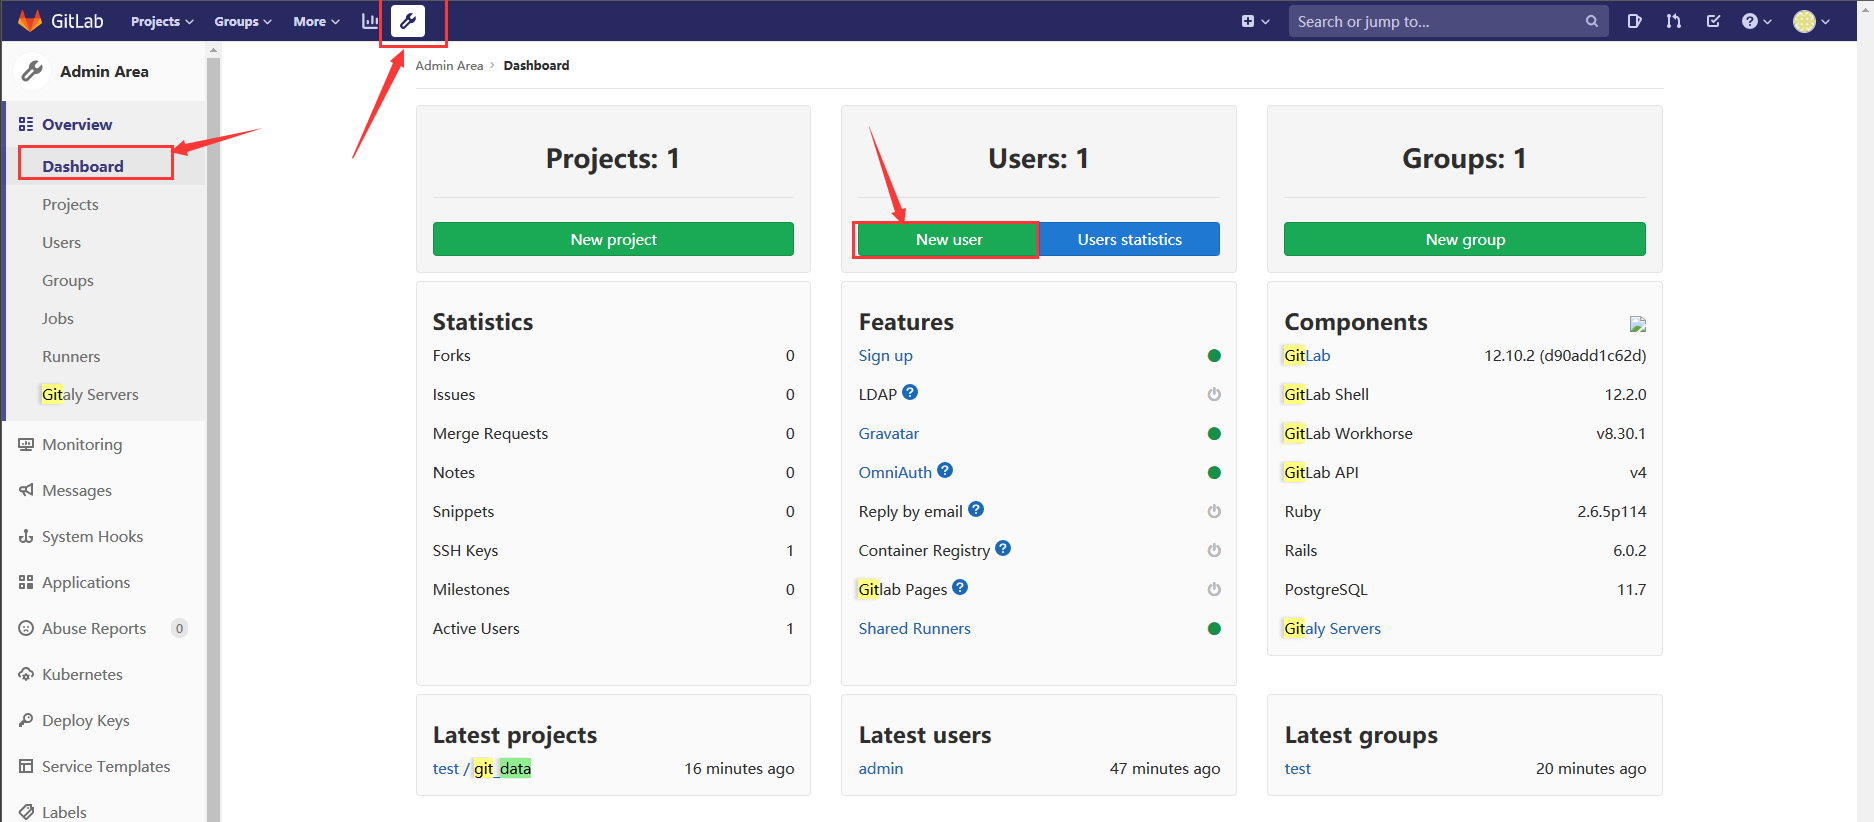 GitLab Projects Groups More Search or jump to...
Admin Area
Overview
Dashboard
Projects
Users
Groups
Jobs
Runners
Gitaly Servers
Monitoring
Messages
System Hooks
Applications
Abuse Reports 0
Kubernetes
Deploy Keys
Service Templates
Labels
Admin Area › Dashboard
Projects: 1
New project
Users: 1
New user Users statistics
Groups: 1
New group
Statistics
Forks 0
Issues 0
Merge Requests 0
Notes 0
Snippets 0
SSH Keys 1
Milestones 0
Active Users 1
Features
Sign up
LDAP ?
Gravatar
OmniAuth ?
Reply by email ?
Container Registry ?
Gitlab Pages ?
Shared Runners
Components
GitLab 12.10.2 (d90add1c62d)
GitLab Shell 12.2.0
GitLab Workhorse v8.30.1
GitLab API v4
Ruby 2.6.5p114
Rails 6.0.2
PostgreSQL 11.7
Gitaly Servers
Latest projects
test / git_data 16 minutes ago
Latest users
admin 47 minutes ago
Latest groups
test 20 minutes ago